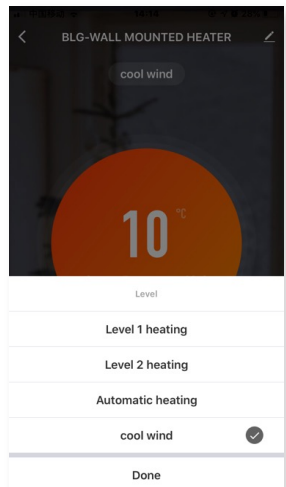 BLG-WALL MOUNTED HEATER
cool wind
10 °C
Level
Level 1 heating
Level 2 heating
Automatic heating
cool wind
Done